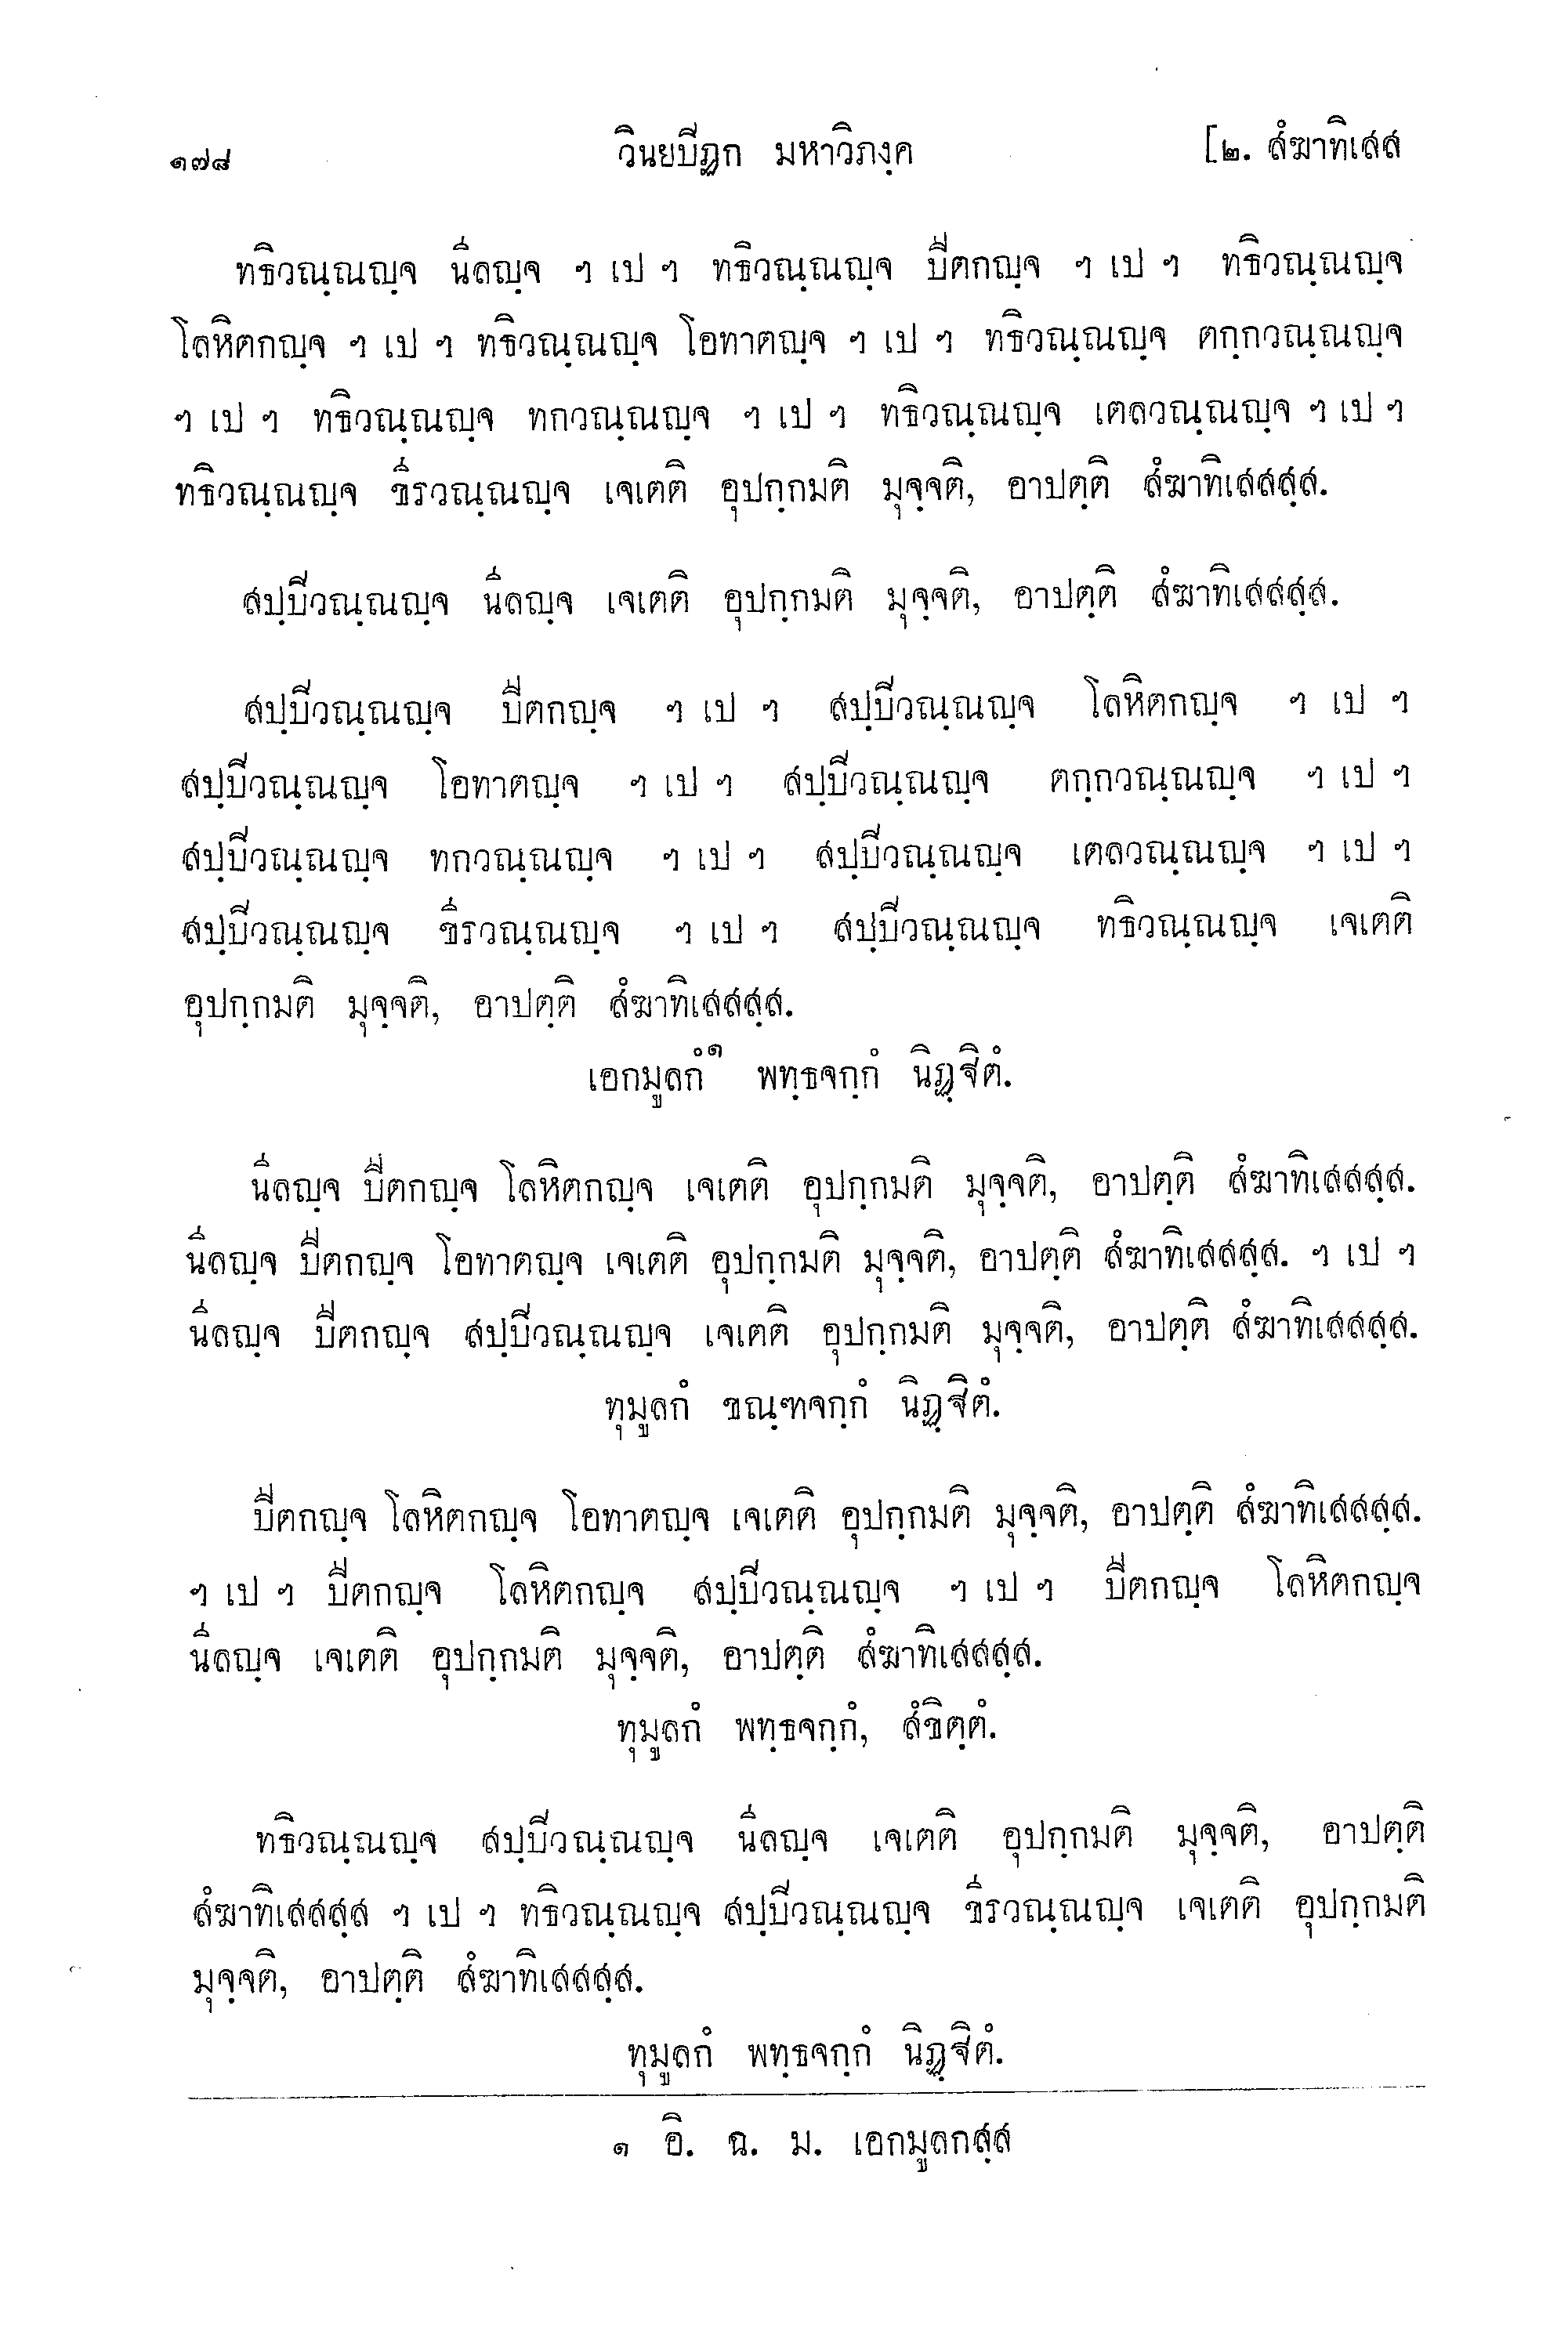 ๑๗๘ วินยปีฏก มหาวิภงฺค [๒. สํฆาทิเสส
ทธิวณฺณญฺจ นีลญฺจ ฯ เป ฯ ทธิวณฺณญฺจ ปีตกญฺจ ฯ เป ฯ ทธิวณฺณญฺจ
โลหิตกญฺจ ฯ เป ฯ ทธิวณฺณญฺจ โอทาตญฺจ ฯ เป ฯ ทธิวณฺณญฺจ ตกฺกวณฺณญฺจ
ฯ เป ฯ ทธิวณฺณญฺจ ทกวณฺณญฺจ ฯ เป ฯ ทธิวณฺณญฺจ เตลวณฺณญฺจ ฯ เป ฯ
ทธิวณฺณญฺจ ขีรวณฺณญฺจ เจเตติ อุปกฺกมติ มุจฺจติ, อาปตฺติ สํฆาทิเสสสฺส.
สปฺปีวณฺณญฺจ นีลญฺจ เจเตติ อุปกฺกมติ มุจฺจติ, อาปตฺติ สํฆาทิเสสสฺส.
สปฺปีวณฺณญฺจ ปีตกญฺจ ฯ เป ฯ สปฺปีวณฺณญฺจ โลหิตกญฺจ ฯ เป ฯ
สปฺปีวณฺณญฺจ โอทาตญฺจ ฯ เป ฯ สปฺปีวณฺณญฺจ ตกฺกวณฺณญฺจ ฯ เป ฯ
สปฺปีวณฺณญฺจ ทกวณฺณญฺจ ฯ เป ฯ สปฺปีวณฺณญฺจ เตลวณฺณญฺจ ฯ เป ฯ
สปฺปีวณฺณญฺจ ขีรวณฺณญฺจ ฯ เป ฯ สปฺปีวณฺณญฺจ ทธิวณฺณญฺจ เจเตติ
อุปกฺกมติ มุจฺจติ, อาปตฺติ สํฆาทิเสสสฺส.
เอกมูลกํ๑ พทฺธจกฺกํ นิฏฺฐิตํ.
นีลญฺจ ปีตกญฺจ โลหิตกญฺจ เจเตติ อุปกฺกมติ มุจฺจติ, อาปตฺติ สํฆาทิเสสสฺส.
นีลญฺจ ปีตกญฺจ โอทาตญฺจ เจเตติ อุปกฺกมติ มุจฺจติ, อาปตฺติ สํฆาทิเสสสฺส. ฯ เป ฯ
นีลญฺจ ปีตกญฺจ สปฺปีวณฺณญฺจ เจเตติ อุปกฺกมติ มุจฺจติ, อาปตฺติ สํฆาทิเสสสฺส.
ทุมูลกํ ขณฺฑจกฺกํ นิฏฺฐิตํ.
ปีตกญฺจ โลหิตกญฺจ โอทาตญฺจ เจเตติ อุปกฺกมติ มุจฺจติ, อาปตฺติ สํฆาทิเสสสฺส.
ฯ เป ฯ ปีตกญฺจ โลหิตกญฺจ สปฺปีวณฺณญฺจ ฯ เป ฯ ปีตกญฺจ โลหิตกญฺจ
นีลญฺจ เจเตติ อุปกฺกมติ มุจฺจติ, อาปตฺติ สํฆาทิเสสสฺส.
ทุมูลกํ พทฺธจกฺกํ, สํขิตฺตํ.
ทธิวณฺณญฺจ สปฺปีวณฺณญฺจ นีลญฺจ เจเตติ อุปกฺกมติ มุจฺจติ, อาปตฺติ
สํฆาทิเสสสฺส ฯ เป ฯ ทธิวณฺณญฺจ สปฺปีวณฺณญฺจ ขีรวณฺณญฺจ เจเตติ อุปกฺกมติ
มุจฺจติ, อาปตฺติ สํฆาทิเสสสฺส.
ทุมูลกํ พทฺธจกฺกํ นิฏฺฐิตํ.
๑ อิ. ฉ. ม. เอกมูลกสฺส